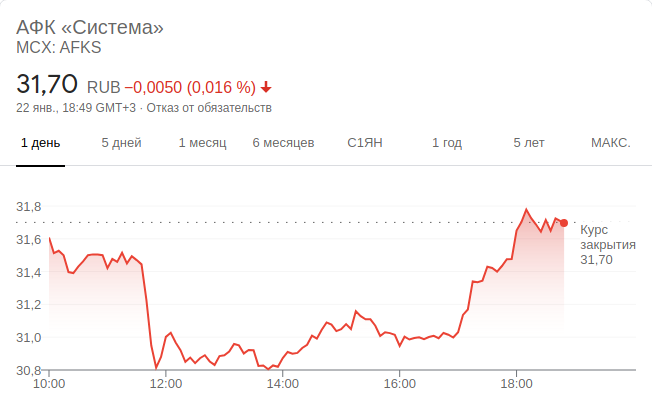 АФК «Система»
MCX: AFKS
31,70 RUB −0,0050 (0,016 %)
22 янв., 18:49 GMT+3 · Отказ от обязательств
1 день 5 дней 1 месяц 6 месяцев С1ЯН 1 год 5 лет МАКС.
31,8
31,6
31,4
31,2
31,0
30,8
Курс
закрытия
31,70
10:00 12:00 14:00 16:00 18:00